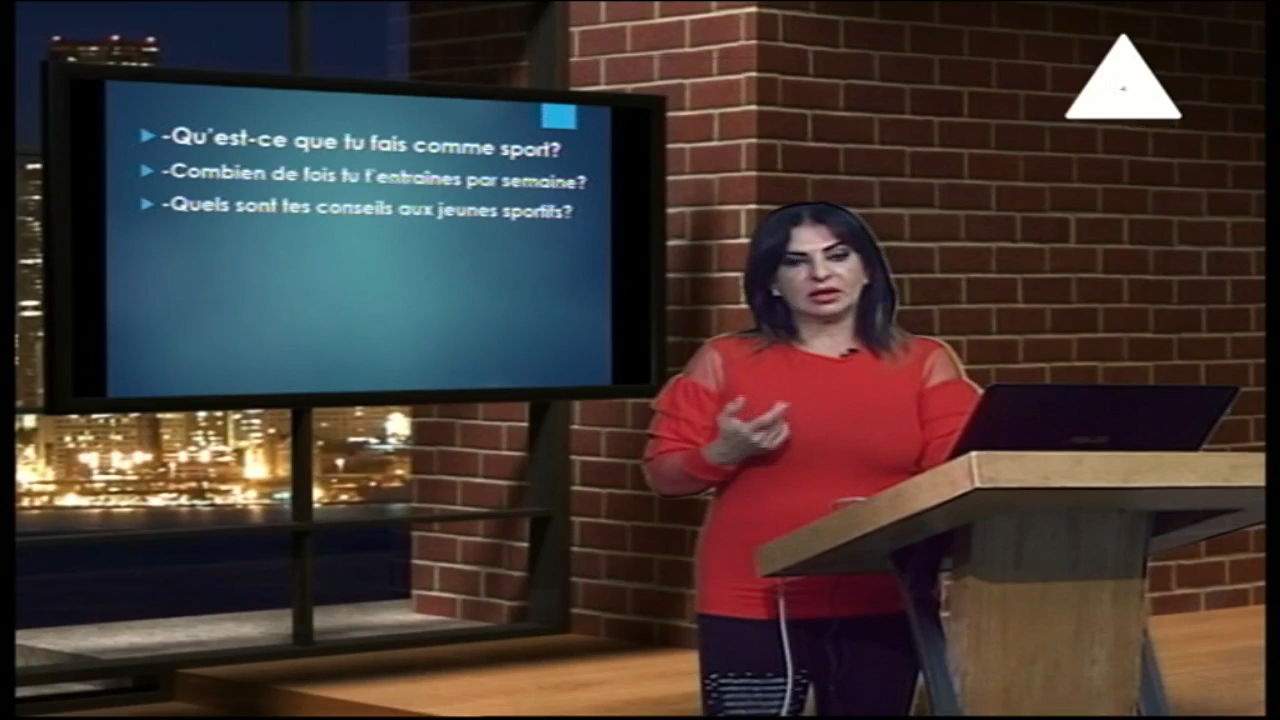 -Qu'est-ce que tu fais comme sport?
-Combien de fois tu t'entraînes par semaine?
-Quels sont tes conseils aux jeunes sportifs?